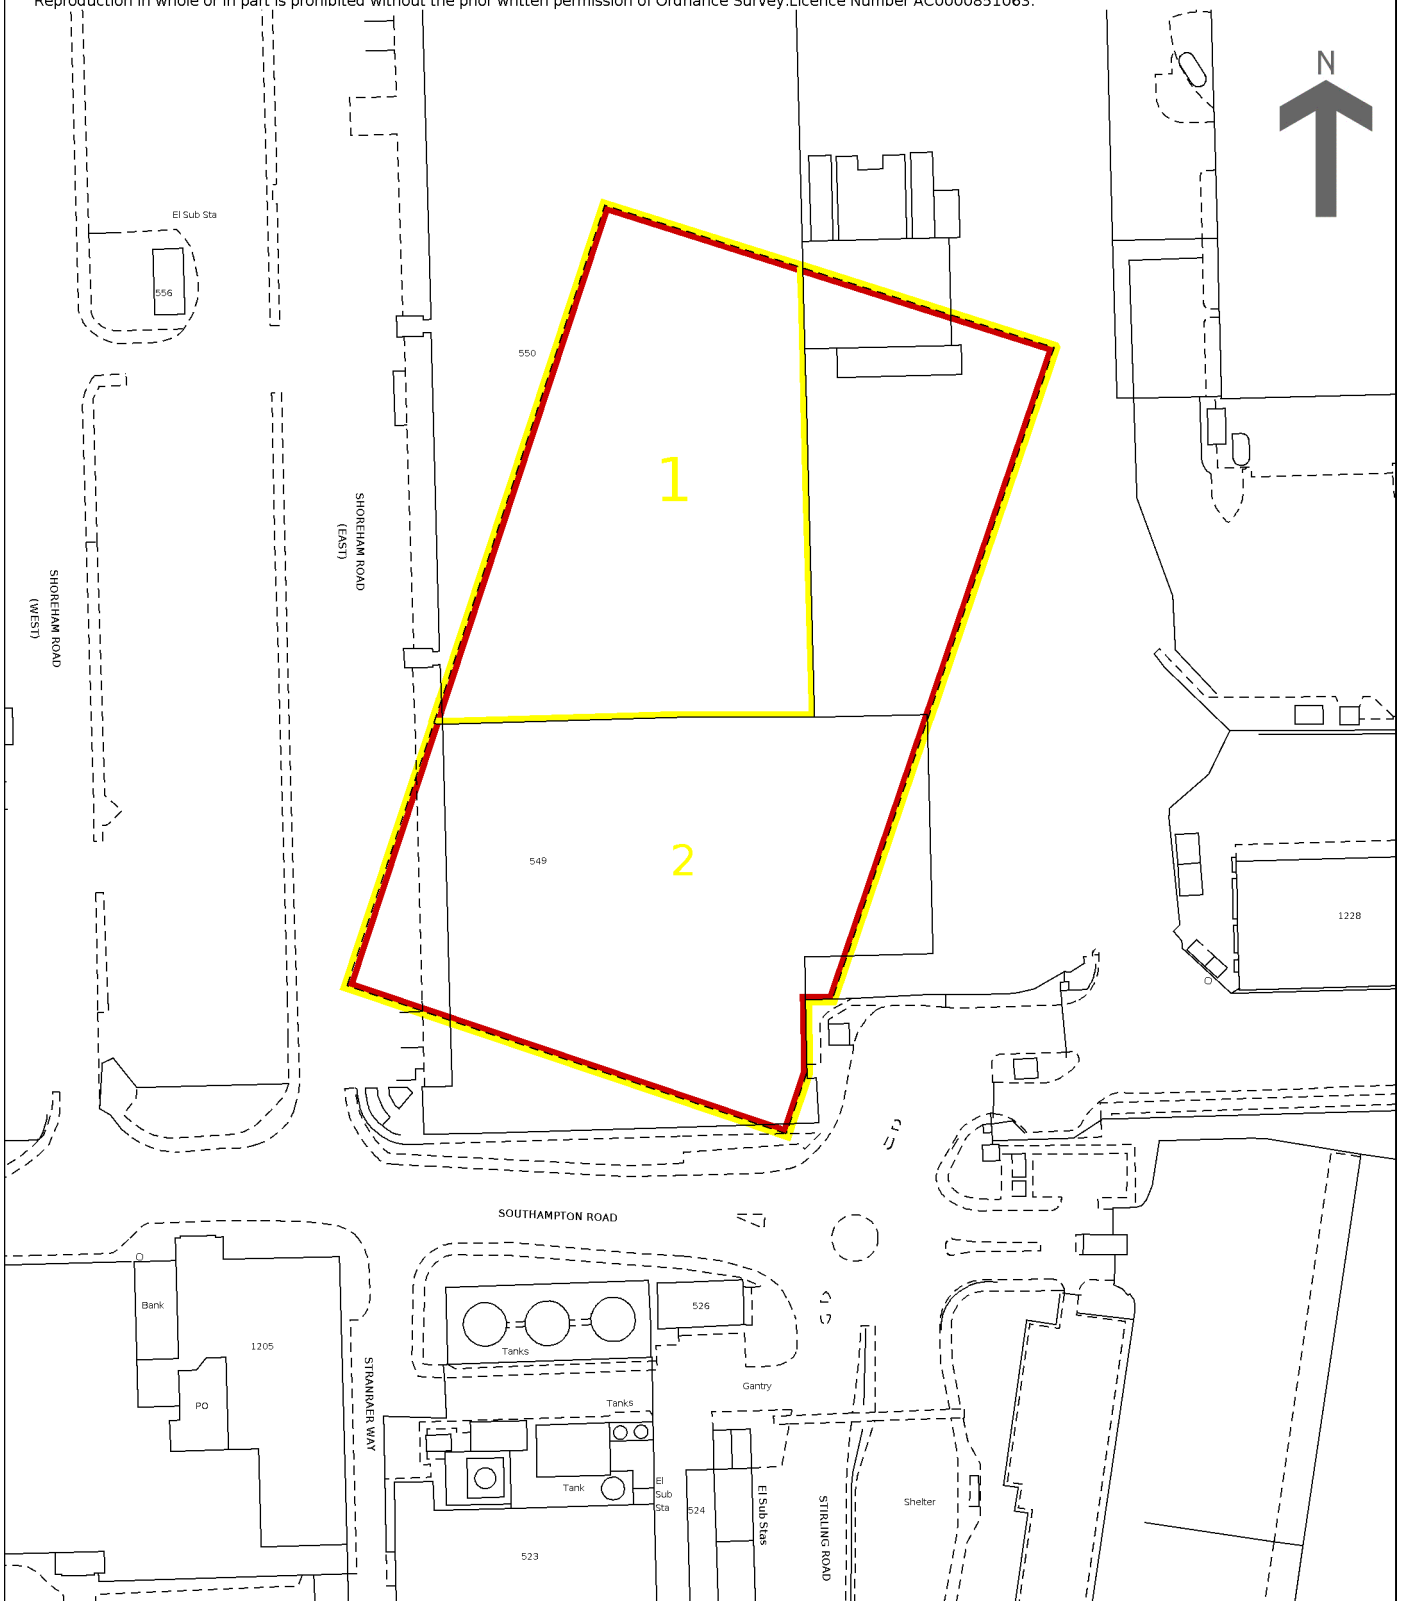 Reproduction in whole or in part is prohibited without the prior written permission of Ordnance Survey.Licence Number AC0000851063.
N
El Sub Sta
556
550
1
SHOREHAM ROAD
(EAST)
SHOREHAM ROAD
(WEST)
549
2
1228
SOUTHAMPTON ROAD
Bank
526
1205
Tanks
STRANRAER WAY
Gantry
PO
Tanks
Tank
El
Sub
Sta
524
El Sub Stas
STIRLING ROAD
Shelter
523